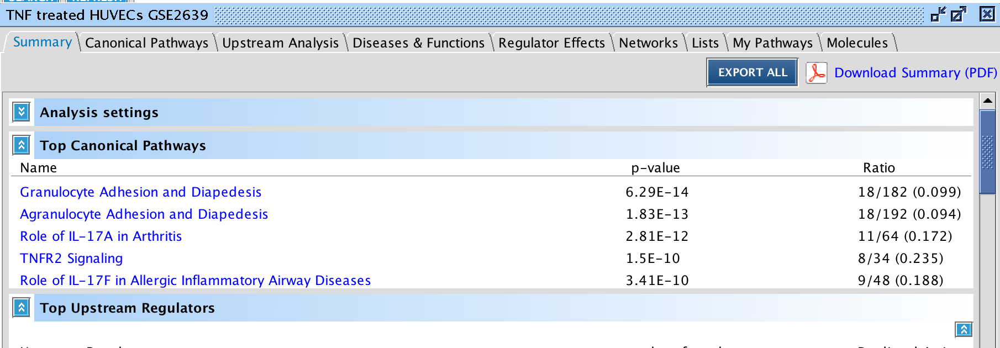 TNF treated HUVECs GSE2639
Summary Canonical Pathways Upstream Analysis Diseases & Functions Regulator Effects Networks Lists My Pathways Molecules
EXPORT ALL Download Summary (PDF)
Analysis settings
Top Canonical Pathways
Name p-value Ratio
Granulocyte Adhesion and Diapedesis 6.29E-14 18/182 (0.099)
Agranulocyte Adhesion and Diapedesis 1.83E-13 18/192 (0.094)
Role of IL-17A in Arthritis 2.81E-12 11/64 (0.172)
TNFR2 Signaling 1.5E-10 8/34 (0.235)
Role of IL-17F in Allergic Inflammatory Airway Diseases 3.41E-10 9/48 (0.188)
Top Upstream Regulators